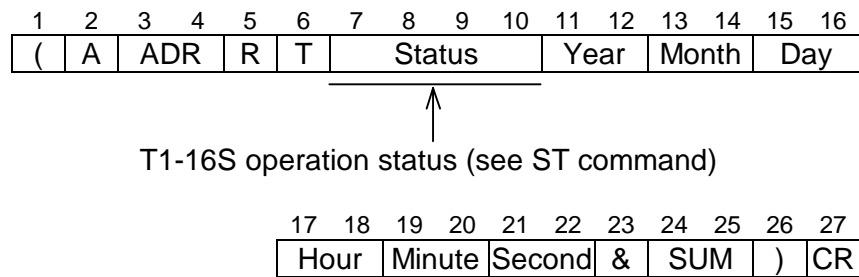 1 2 3 4 5 6 7 8 9 10 11 12 13 14 15 16
( A ADR R T Status Year Month Day
T1-16S operation status (see ST command)
17 18 19 20 21 22 23 24 25 26 27
Hour Minute Second & SUM ) CR